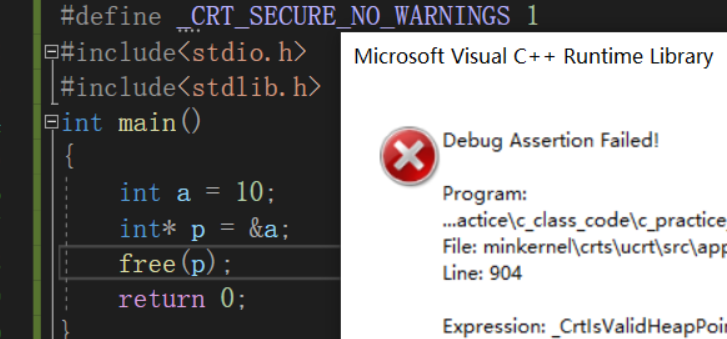 #define _CRT_SECURE_NO_WARNINGS 1
#include<stdio.h>
#include<stdlib.h>
int main()
{
int a = 10;
int* p = &a;
free(p);
return 0;
}
Microsoft Visual C++ Runtime Library
Debug Assertion Failed!
Program:
...actice\c_class_code\c_practice_
File: minkernel\crts\ucrt\src\app
Line: 904
Expression: _CrtIsValidHeapPoi